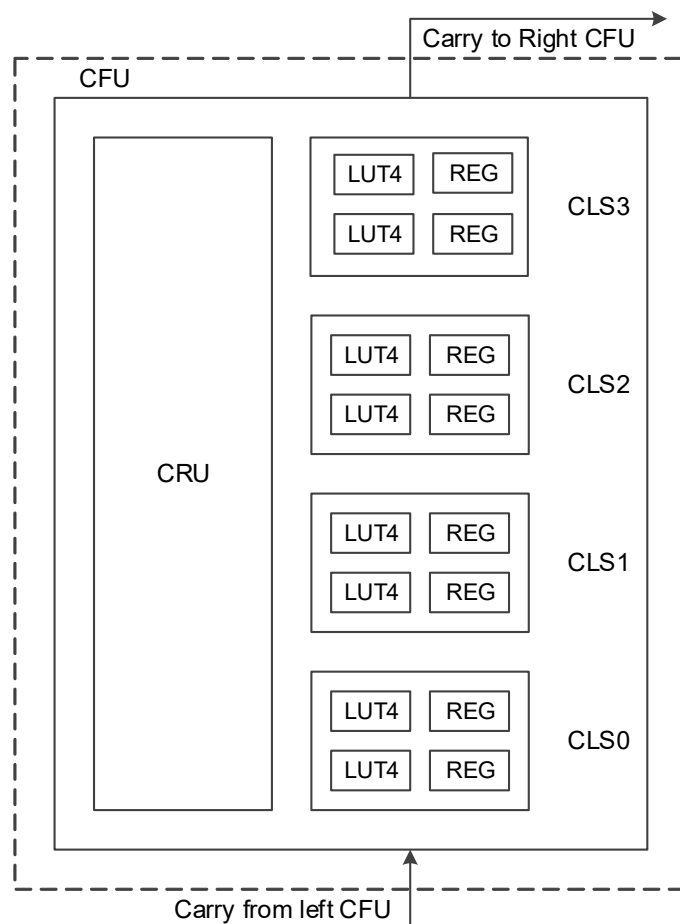 Carry to Right CFU
CFU
LUT4 REG
LUT4 REG
CLS3
LUT4 REG
LUT4 REG
CLS2
CRU
LUT4 REG
LUT4 REG
CLS1
LUT4 REG
LUT4 REG
CLS0
Carry from left CFU